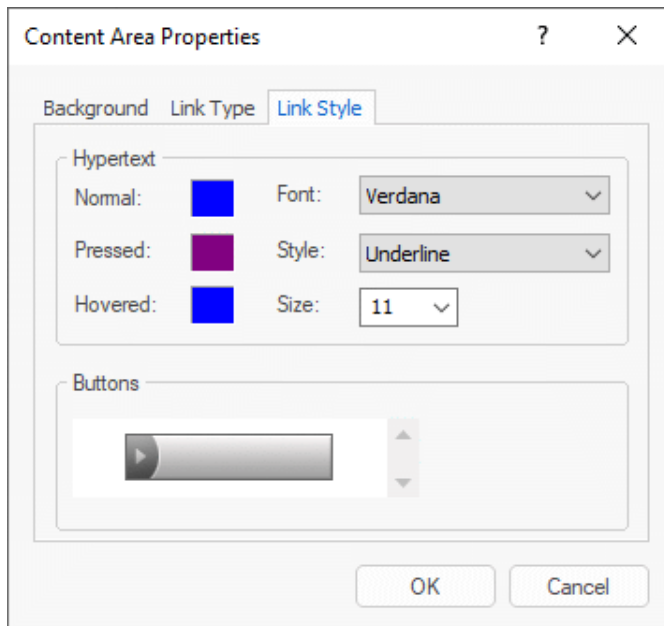 Content Area Properties ?
Background Link Type Link Style
Hypertext
Normal: Font: Verdana
Pressed: Style: Underline
Hovered: Size: 11
Buttons
OK Cancel